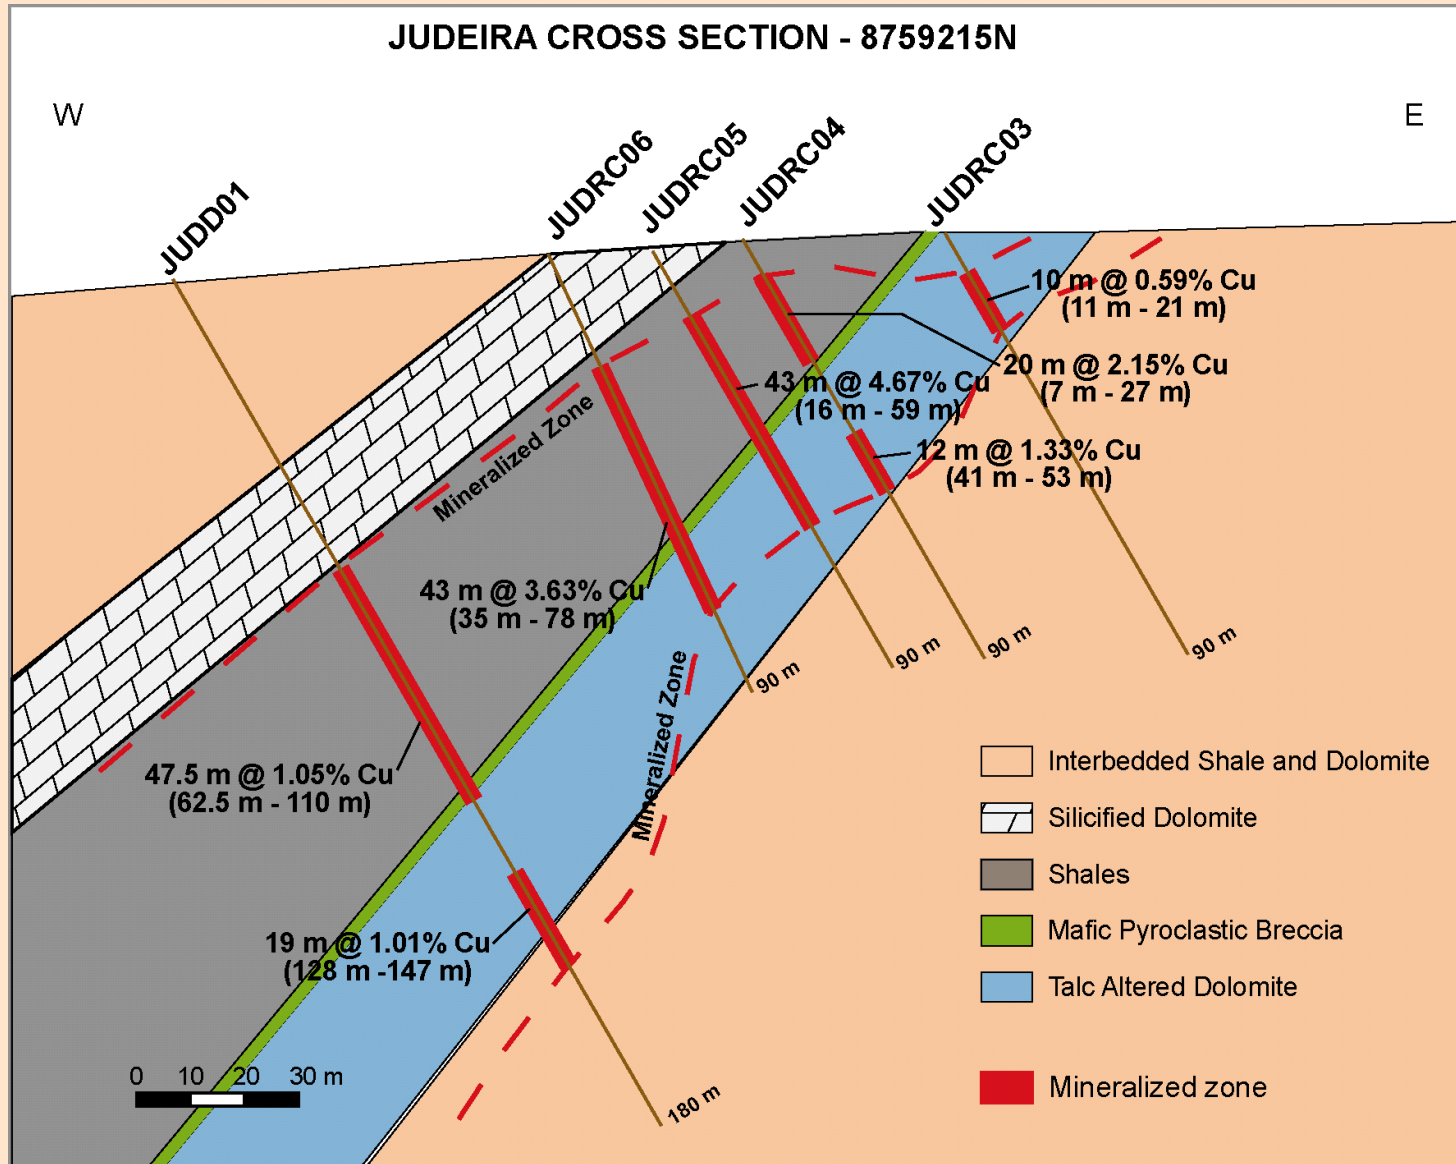 JUDEIRA CROSS SECTION - 8759215N
W
E
JUDD01
JUDRC06
JUDRC05
JUDRC04
JUDRC03
10 m @ 0.59% Cu
(11 m - 21 m)
20 m @ 2.15% Cu
(7 m - 27 m)
43 m @ 4.67% Cu
(16 m - 59 m)
12 m @ 1.33% Cu
(41 m - 53 m)
Mineralized Zone
43 m @ 3.63% Cu
(35 m - 78 m)
90 m
90 m
90 m
90 m
Mineralized Zone
47.5 m @ 1.05% Cu
(62.5 m - 110 m)
19 m @ 1.01% Cu
(128 m -147 m)
180 m
0 10 20 30 m
Interbedded Shale and Dolomite
Silicified Dolomite
Shales
Mafic Pyroclastic Breccia
Talc Altered Dolomite
Mineralized zone